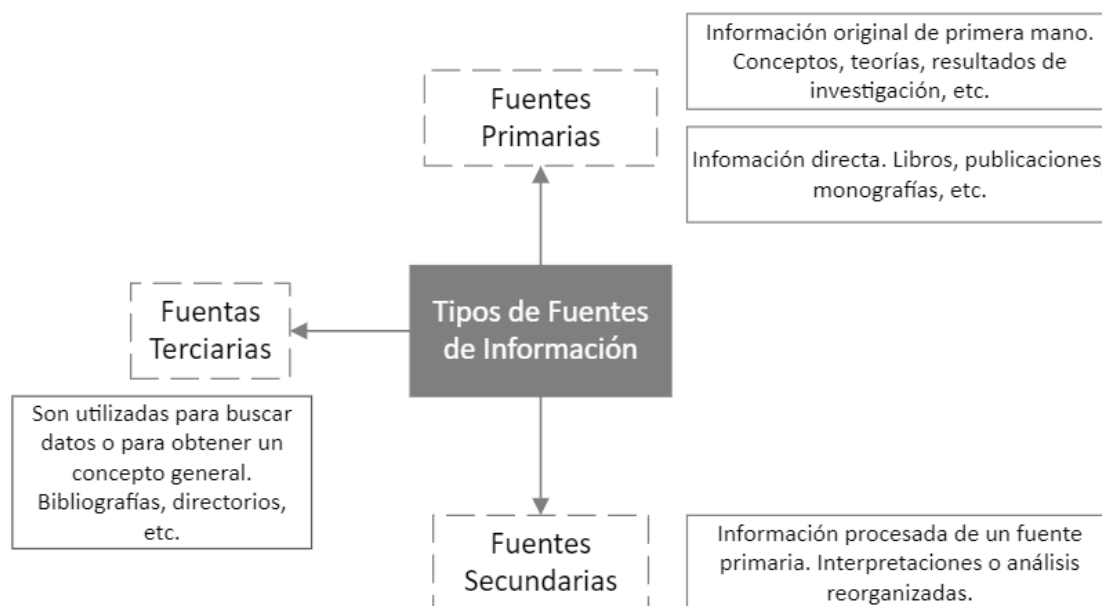 Información original de primera mano.
Conceptos, teorías, resultados de
investigación, etc.
Fuentes
Primarias
Infomación directa. Libros, publicaciones,
monografías, etc.
Tipos de Fuentes
de Información
Fuentas
Terciarias
Son utilizadas para buscar
datos o para obtener un
concepto general.
Bibliografías, directorios,
etc.
Fuentes
Secundarias
Información procesada de un fuente
primaria. Interpretaciones o análisis
reorganizadas.